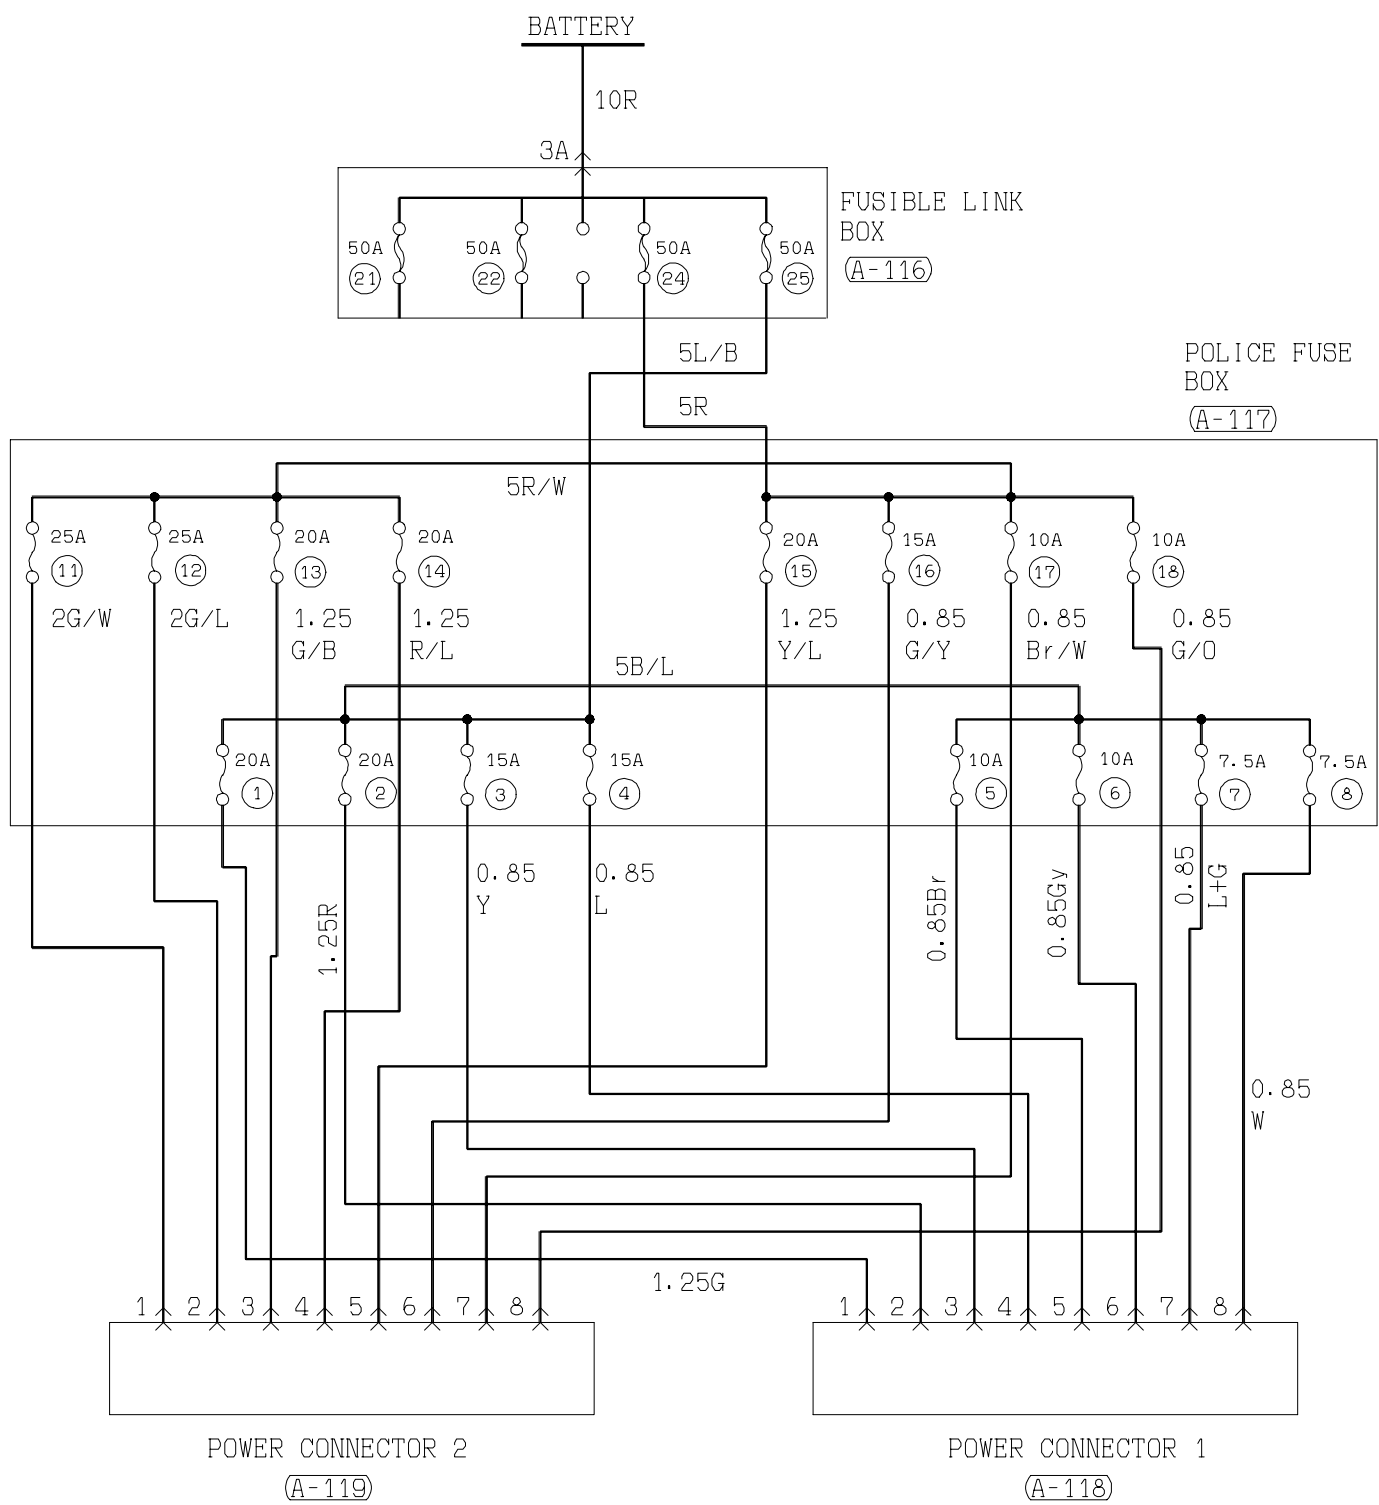 BATTERY
10R
3A
FUSIBLE LINK
BOX
A-116
50A
21
50A
22
50A
24
50A
25
5L/B
5R
POLICE FUSE
BOX
A-117
5R/W
25A
11
25A
12
20A
13
20A
14
20A
15
15A
16
10A
17
10A
18
2G/W
2G/L
1.25
G/B
1.25
R/L
1.25
Y/L
0.85
G/Y
0.85
Br/W
0.85
G/O
5B/L
20A
1
20A
2
15A
3
15A
4
10A
5
10A
6
7.5A
7
7.5A
8
1.25R
0.85
Y
0.85
L
0.85Br
0.85Gy
0.85
L+G
0.85
W
1.25G
1 2 3 4 5 6 7 8
1 2 3 4 5 6 7 8
POWER CONNECTOR 2
A-119
POWER CONNECTOR 1
A-118